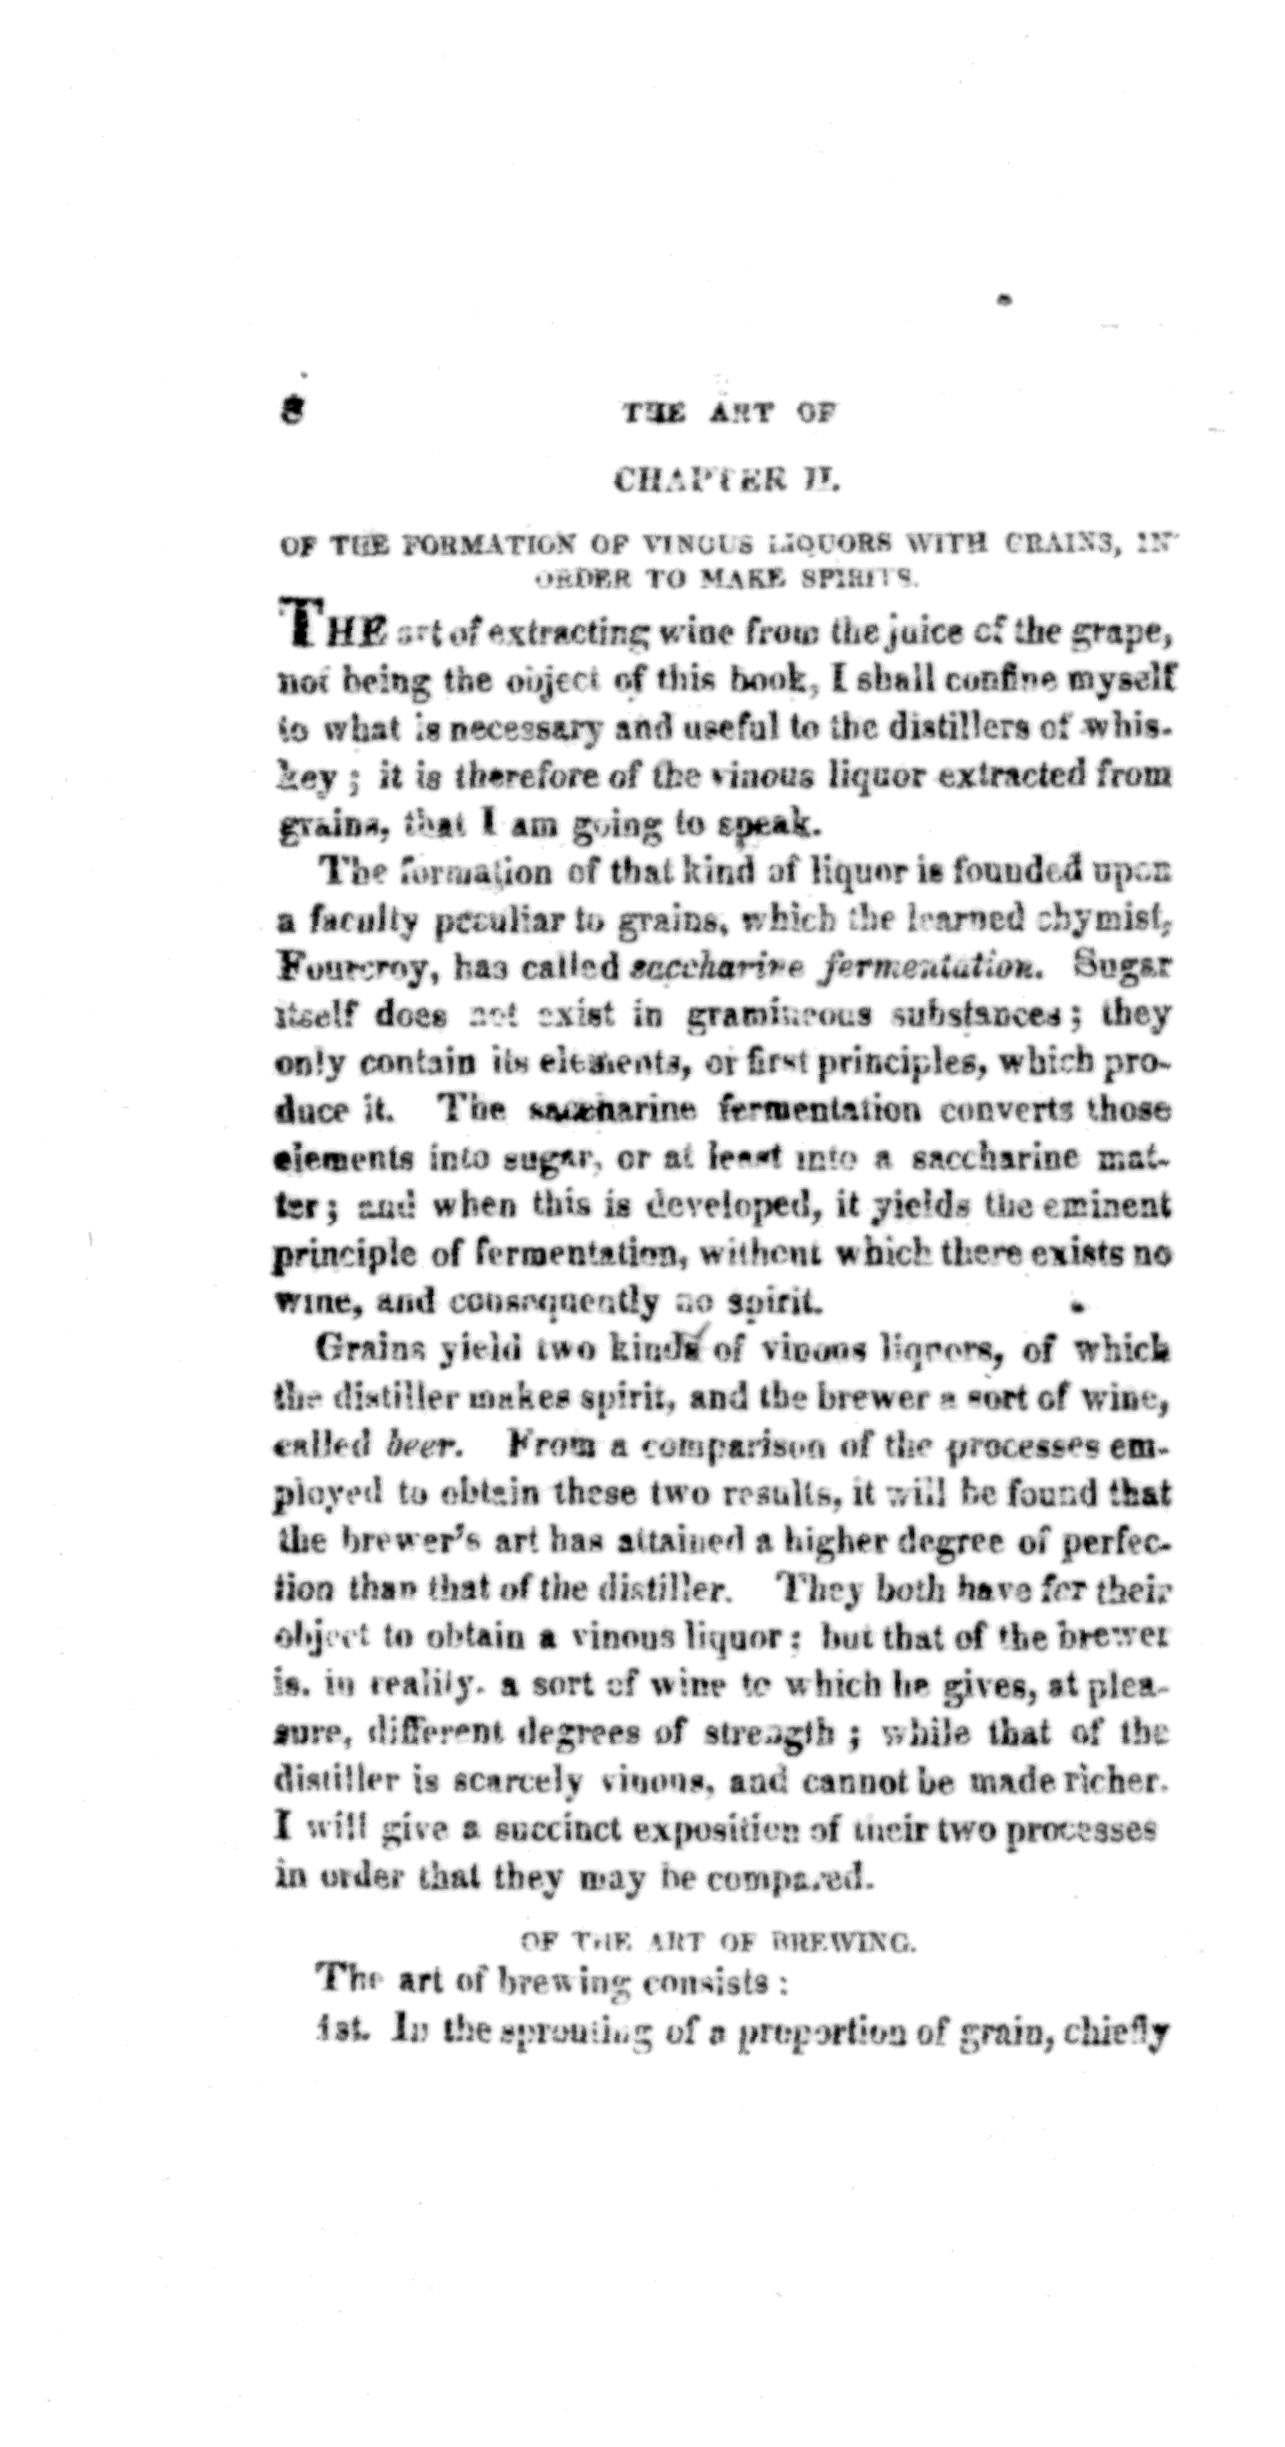 8 THE ART OF
CHAPTER II.
OF THE FORMATION OF VINOUS LIQUORS WITH GRAINS, IN
ORDER TO MAKE SPIRITS.
THE art of extracting wine from the juice of the grape,
not being the object of this book, I shall confine myself
to what is necessary and useful to the distillers of whis-
key; it is therefore of the vinous liquor extracted from
grains, that I am going to speak.
The formation of that kind of liquor is founded upon
a faculty peculiar to grains, which the learned chymist,
Fourcroy, has called saccharine fermentation. Sugar
itself does not exist in gramineous substances; they
only contain its elements, or first principles, which pro-
duce it. The saccharine fermentation converts those
elements into sugar, or at least into a saccharine mat-
ter; and when this is developed, it yields the eminent
principle of fermentation, without which there exists no
wine, and consequently no spirit.
Grains yield two kinds of vinous liqrors, of which
the distiller makes spirit, and the brewer a sort of wine,
called beer. From a comparison of the processes em-
ployed to obtain these two results, it will be found that
the brewer's art has attained a higher degree of perfec-
tion than that of the distiller. They both have for their
object to obtain a vinous liquor; but that of the brewer
is. in reality. a sort of wine to which he gives, at plea-
sure, different degrees of strength; while that of the
distiller is scarcely vinous, and cannot be made richer.
I will give a succinct exposition of their two processes
in order that they may be compared.
OF THE ART OF BREWING.
The art of brewing consists:
1st. In the sprouting of a proportion of grain, chiefly